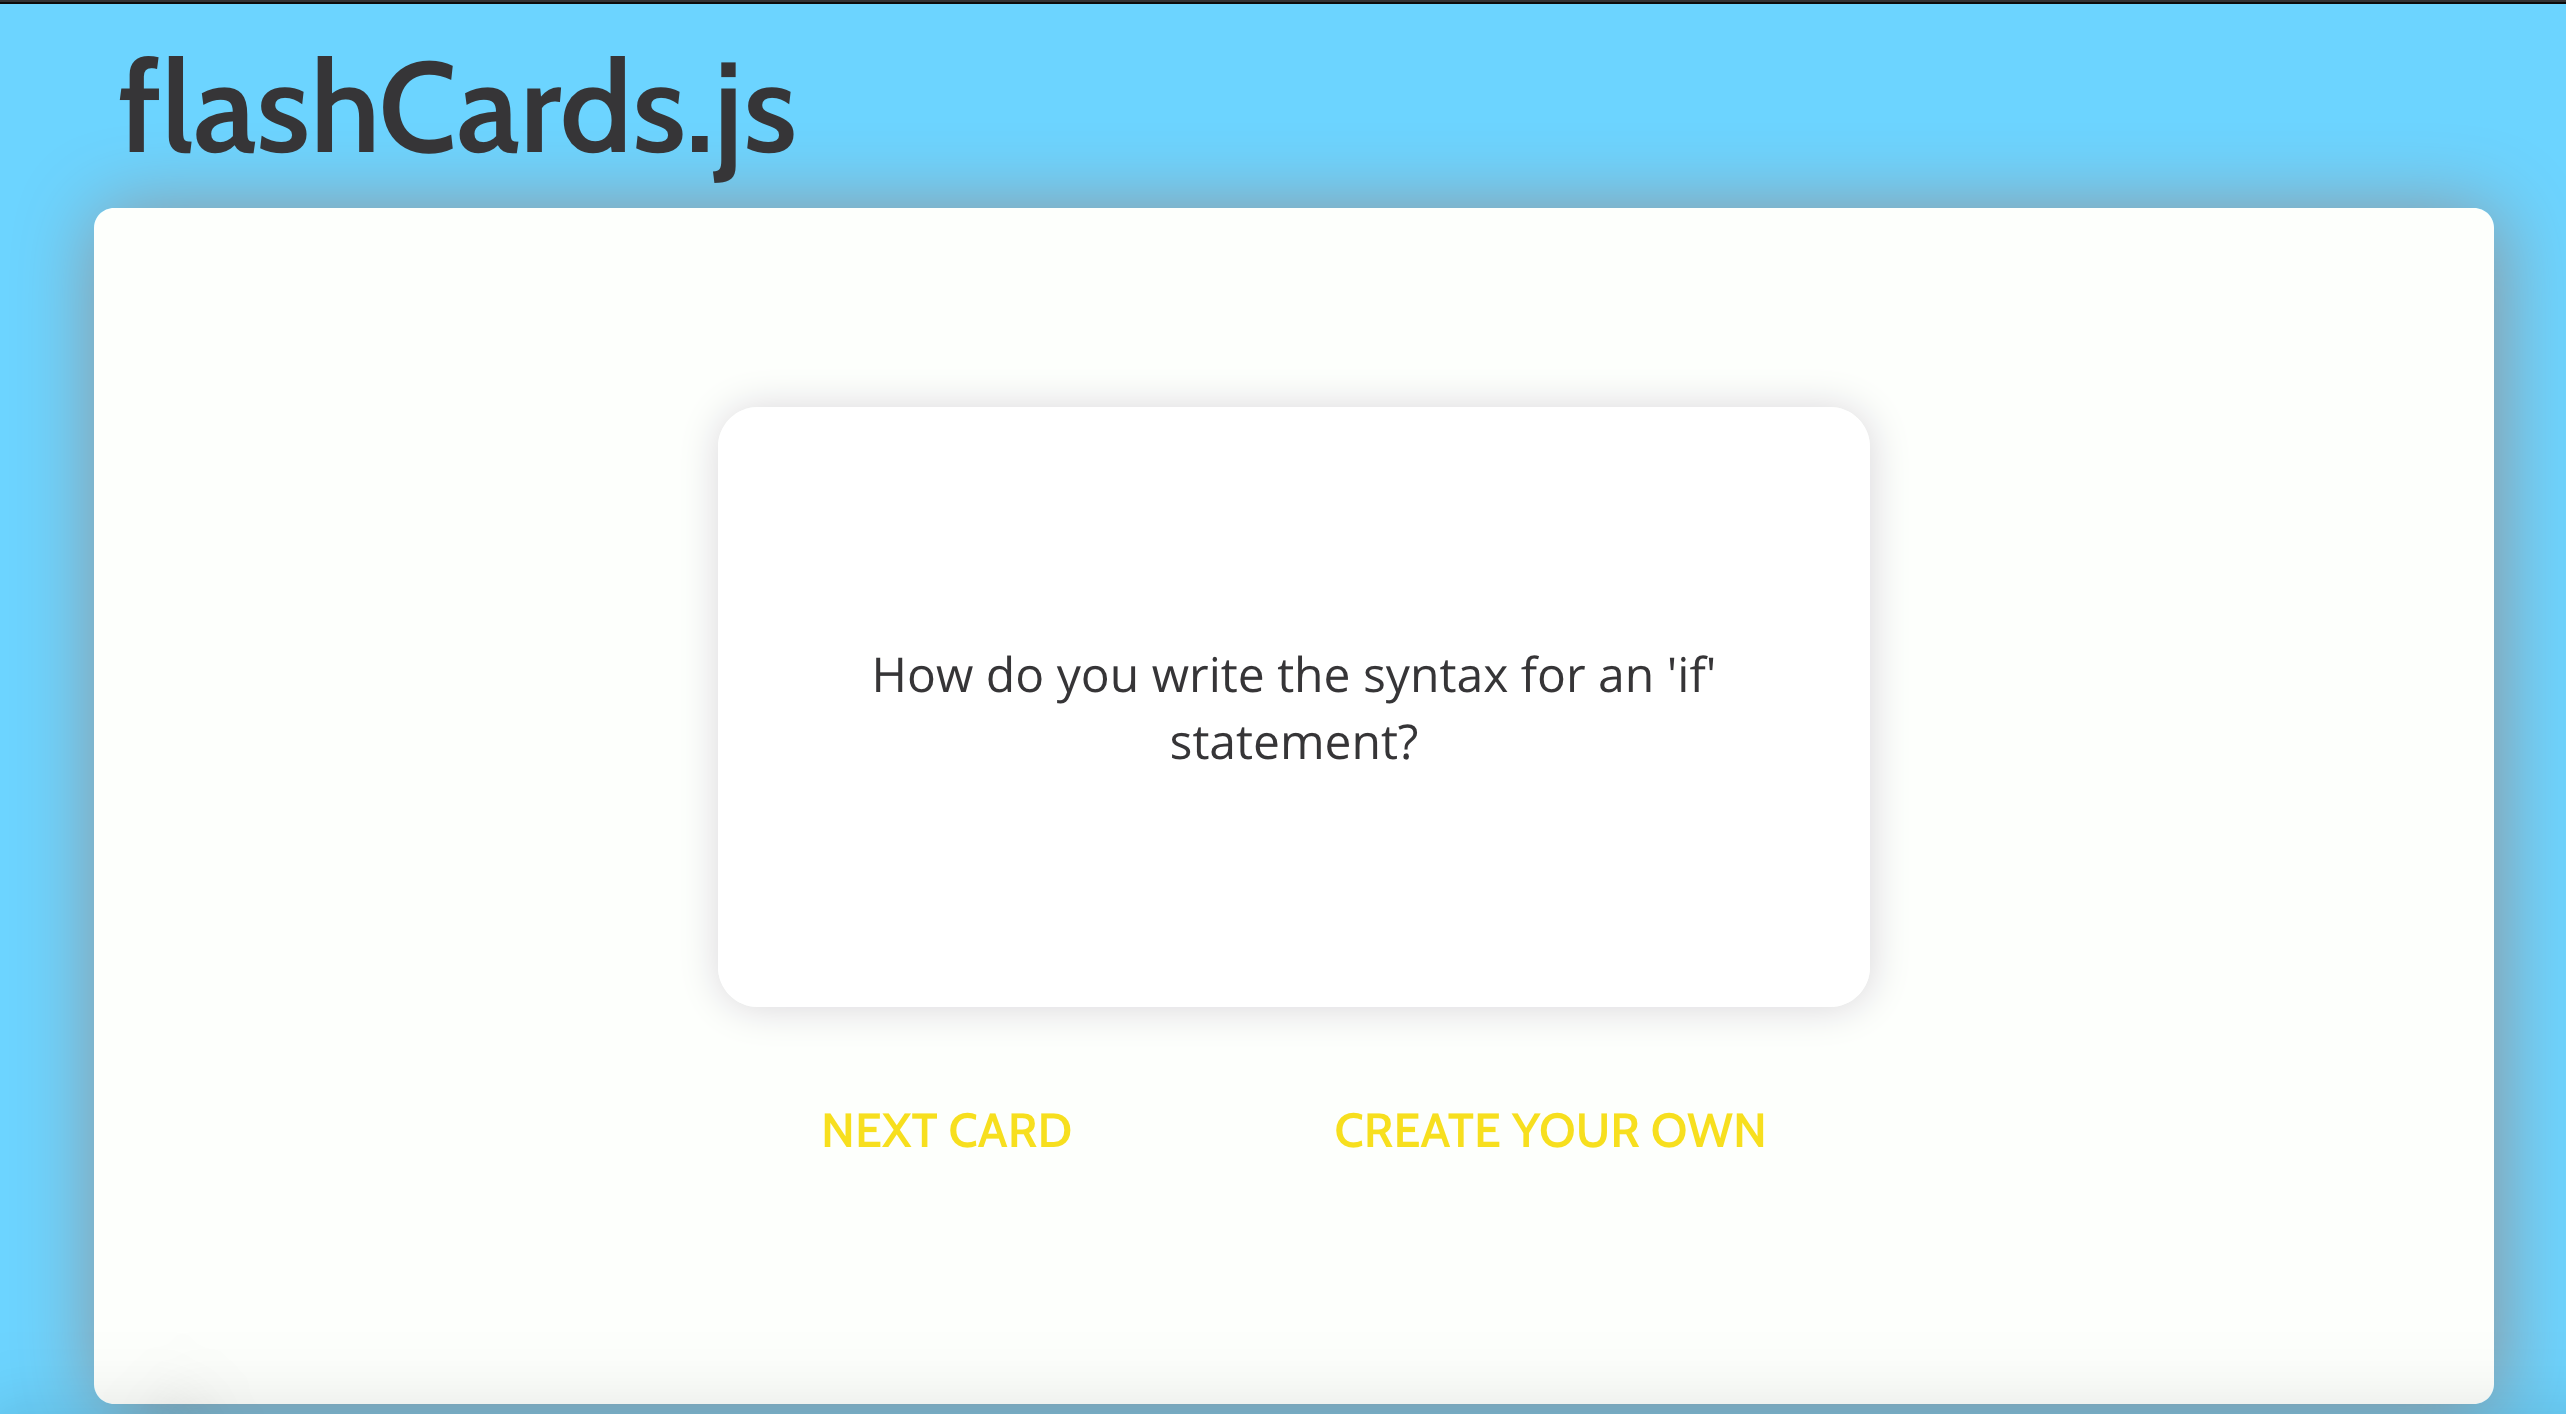 flashCards.js
How do you write the syntax for an 'if'
statement?
NEXT CARD
CREATE YOUR OWN